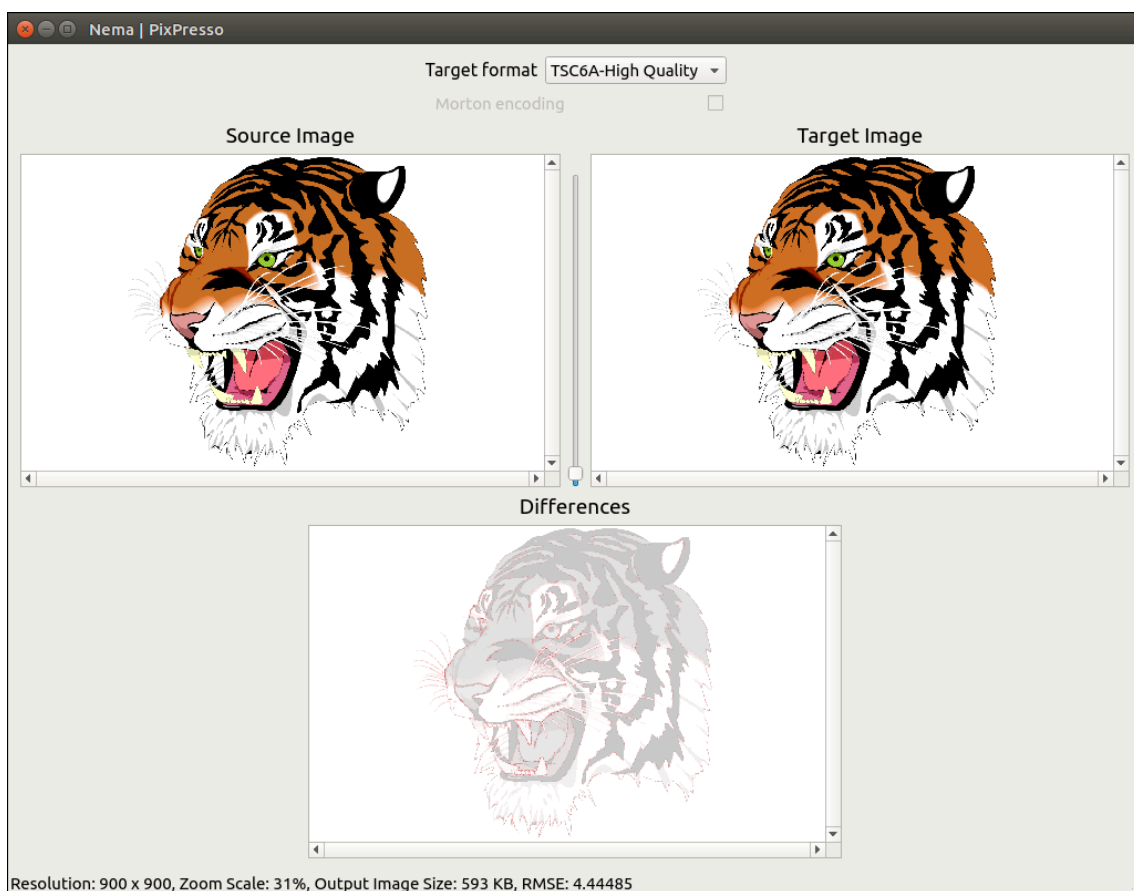 Nema | PixPresso
Target format TSC6A-High Quality
Morton encoding
Source Image
Target Image
Differences
Resolution: 900 x 900, Zoom Scale: 31%, Output Image Size: 593 KB, RMSE: 4.44485